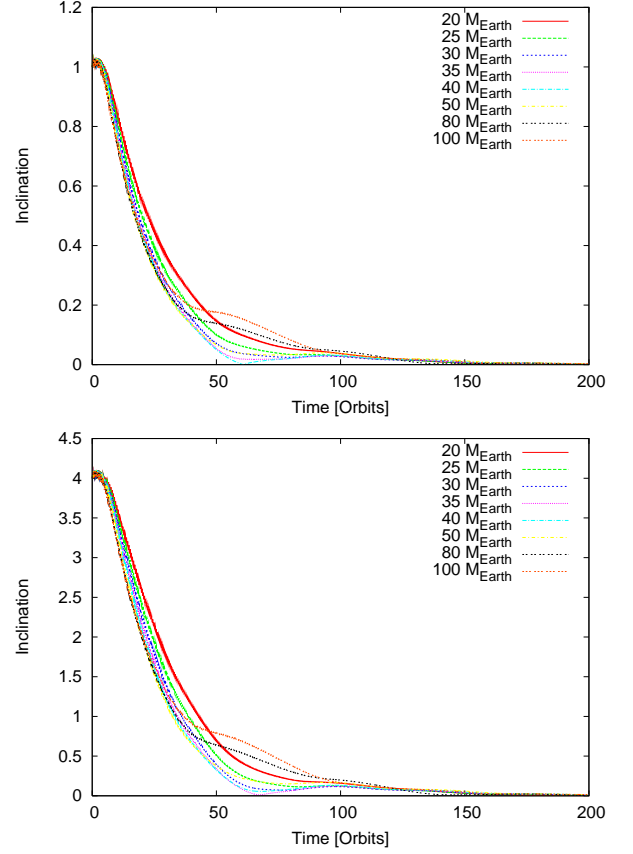 1.2
1
0.8
0.6
0.4
0.2
0
Inclination
0 50 100 150 200
Time [Orbits]
20 M_Earth
25 M_Earth
30 M_Earth
35 M_Earth
40 M_Earth
50 M_Earth
80 M_Earth
100 M_Earth
4.5
4
3.5
3
2.5
2
1.5
1
0.5
0
Inclination
0 50 100 150 200
Time [Orbits]
20 M_Earth
25 M_Earth
30 M_Earth
35 M_Earth
40 M_Earth
50 M_Earth
80 M_Earth
100 M_Earth